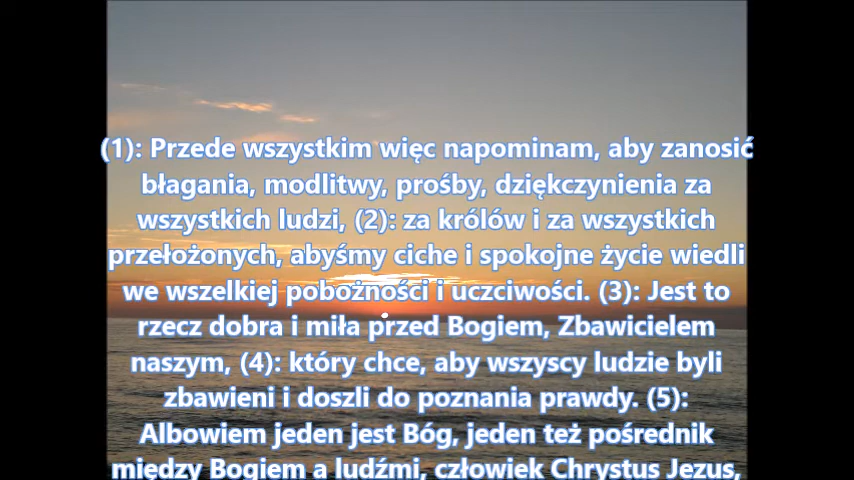 (1): Przede wszystkim więc napominam, aby zanosić
błagania, modlitwy, prośby, dziękczynienia za
wszystkich ludzi, (2): za królów i za wszystkich
przełożonych, abyśmy ciche i spokojne życie wiedli
we wszelkiej pobożności i uczciwości. (3): Jest to
rzecz dobra i miła przed Bogiem, Zbawicielem
naszym, (4): który chce, aby wszyscy ludzie byli
zbawieni i doszli do poznania prawdy. (5):
Albowiem jeden jest Bóg, jeden też pośrednik
między Bogiem a ludźmi, człowiek Chrystus Jezus,